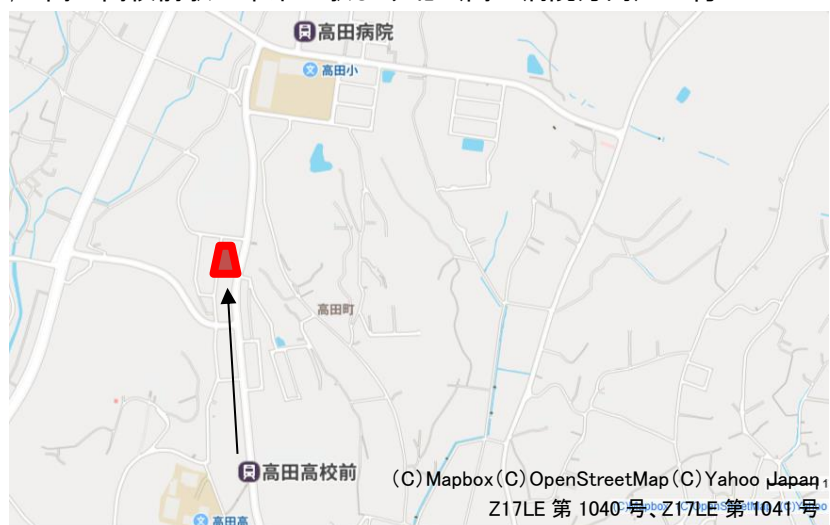 高田病院
高田小
高田町
高田高校前
高田高
(C)Mapbox(C)OpenStreetMap(C)Yahoo Japan
Z17LE 第 1040 号、Z17LE 第 1041 号